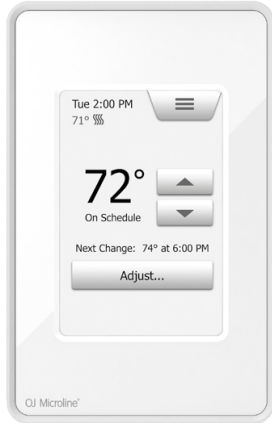 Tue 2:00 PM
71°
72°
On Schedule
Next Change: 74° at 6:00 PM
Adjust...
OJ Microline®